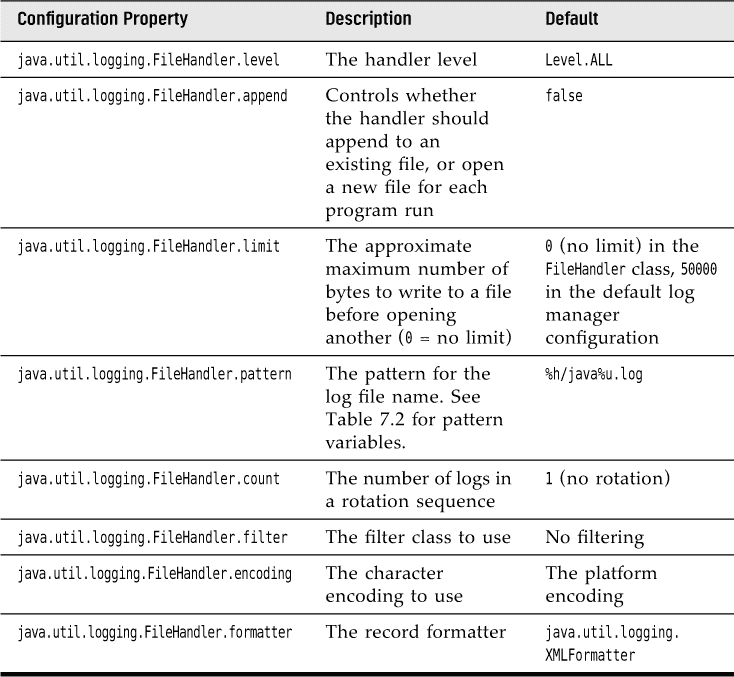 Configuration Property Description Default
java.util.logging.FileHandler.level The handler level Level.ALL
java.util.logging.FileHandler.append Controls whether false
the handler should
append to an
existing file, or open
a new file for each
program run
java.util.logging.FileHandler.limit The approximate 0 (no limit) in the
maximum number of FileHandler class, 50000
bytes to write to a file in the default log
before opening manager
another (0 = no limit) configuration
java.util.logging.FileHandler.pattern The pattern for the %h/java%u.log
log file name. See
Table 7.2 for pattern
variables.
java.util.logging.FileHandler.count The number of logs in 1 (no rotation)
a rotation sequence
java.util.logging.FileHandler.filter The filter class to use No filtering
java.util.logging.FileHandler.encoding The character The platform
encoding to use encoding
java.util.logging.FileHandler.formatter The record formatter java.util.logging.
XMLFormatter